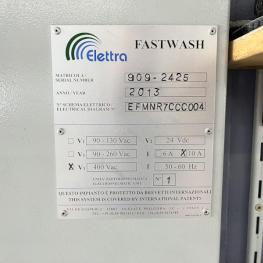 Elettra
FASTWASH
MATRICOLA/
SERIAL NUMBER
909-2425
ANNO/YEAR
2013
N° SCHEMA ELETTRICO
ELECTRICAL DIAGRAM N°
EFMNR7CCC004
V1 90-130 Vac
V2 24 Vdc
V1 90-260 Vac
I 6 A X 10 A
X V1 400 Vac
F 50-60 Hz
N° 1
QUESTO IMPIANTO È PROTETTO DA BREVETTI INTERNAZIONALI
THIS SYSTEM IS COVERED BY INTERNATIONAL PATENTS